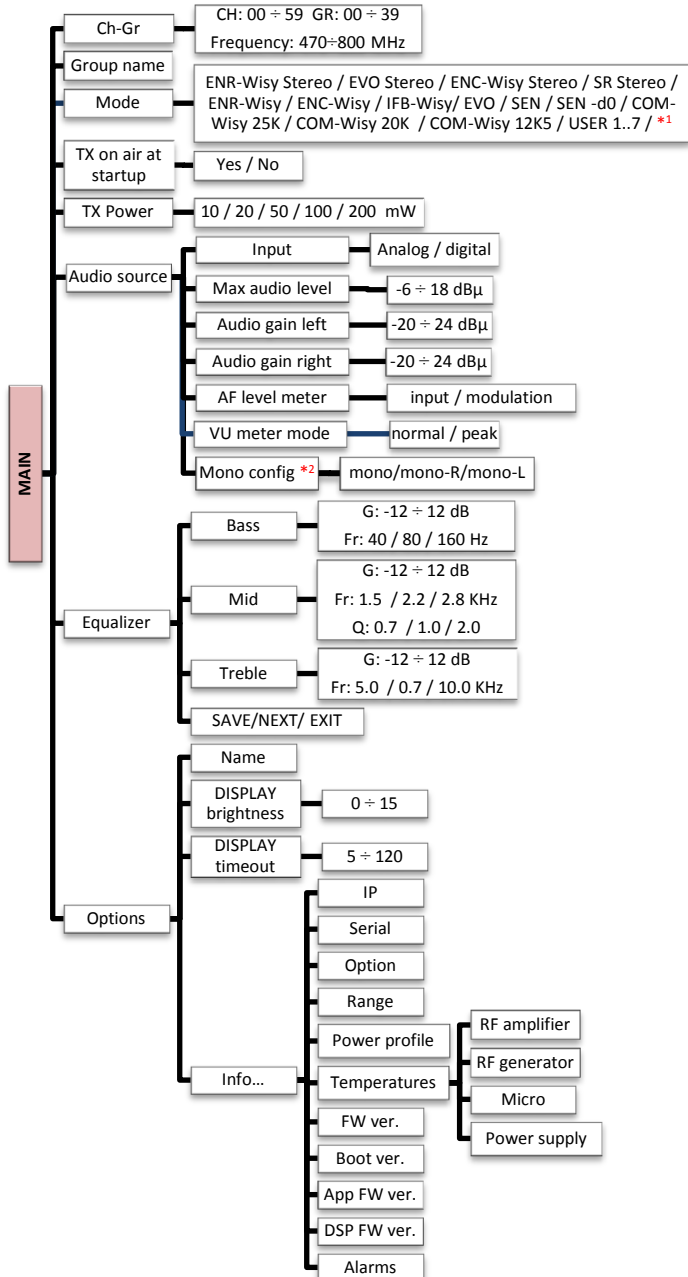 MAIN
Ch-Gr
CH: 00 ÷ 59 GR: 00 ÷ 39
Frequency: 470÷800 MHz
Group name
Mode
ENR-Wisy Stereo / EVO Stereo / ENC-Wisy Stereo / SR Stereo /
ENR-Wisy / ENC-Wisy / IFB-Wisy/ EVO / SEN / SEN -d0 / COM-
Wisy 25K / COM-Wisy 20K / COM-Wisy 12K5 / USER 1..7 / *1
TX on air at
startup
Yes / No
TX Power
10 / 20 / 50 / 100 / 200 mW
Audio source
Input
Analog / digital
Max audio level
-6 ÷ 18 dBµ
Audio gain left
-20 ÷ 24 dBµ
Audio gain right
-20 ÷ 24 dBµ
AF level meter
input / modulation
VU meter mode
normal / peak
Mono config *2
mono/mono-R/mono-L
Equalizer
Bass
G: -12 ÷ 12 dB
Fr: 40 / 80 / 160 Hz
Mid
G: -12 ÷ 12 dB
Fr: 1.5 / 2.2 / 2.8 KHz
Q: 0.7 / 1.0 / 2.0
Treble
G: -12 ÷ 12 dB
Fr: 5.0 / 0.7 / 10.0 KHz
SAVE/NEXT/ EXIT
Options
Name
DISPLAY
brightness
0 ÷ 15
DISPLAY
timeout
5 ÷ 120
Info...
IP
Serial
Option
Range
Power profile
Temperatures
RF amplifier
RF generator
Micro
Power supply
FW ver.
Boot ver.
App FW ver.
DSP FW ver.
Alarms